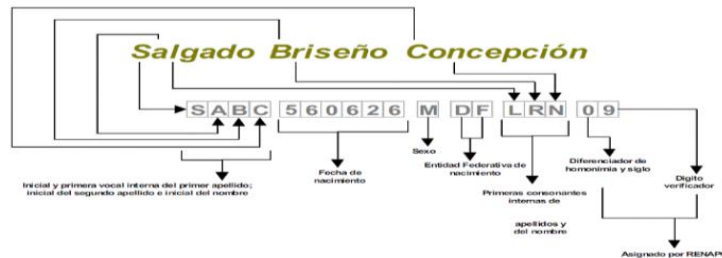 Salgado Briseño Concepción
SABC 560626 M DF LRN 09
Sexo
Fecha de
nacimiento
Entidad Federativa de
nacimiento
Diferenciador de
homonimia y siglo
Digito
verificador
Inicial y primera vocal interna del primer apellido;
inicial del segundo apellido e inicial del nombre
Primeras consonantes
internas de
apellidos y
del nombre
Asignado por RENAP